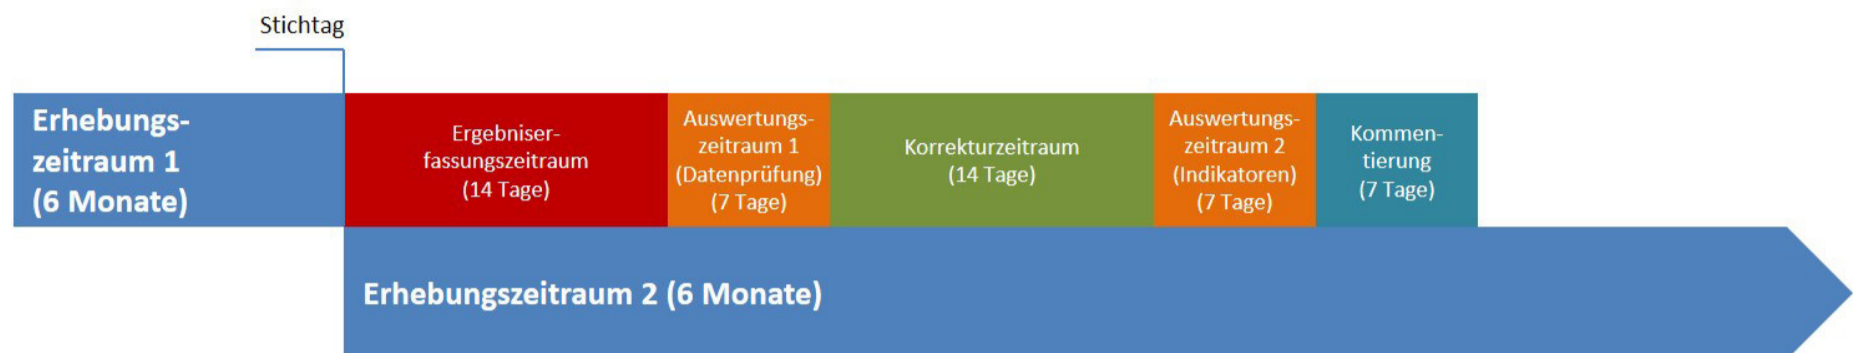 Stichtag
Erhebungs-
zeitraum 1
(6 Monate)
Ergebniser-
fassungszeitraum
(14 Tage)
Auswertungs-
zeitraum 1
(Datenprüfung)
(7 Tage)
Korrekturzeitraum
(14 Tage)
Auswertungs-
zeitraum 2
(Indikatoren)
(7 Tage)
Kommen-
tierung
(7 Tage)
Erhebungszeitraum 2 (6 Monate)